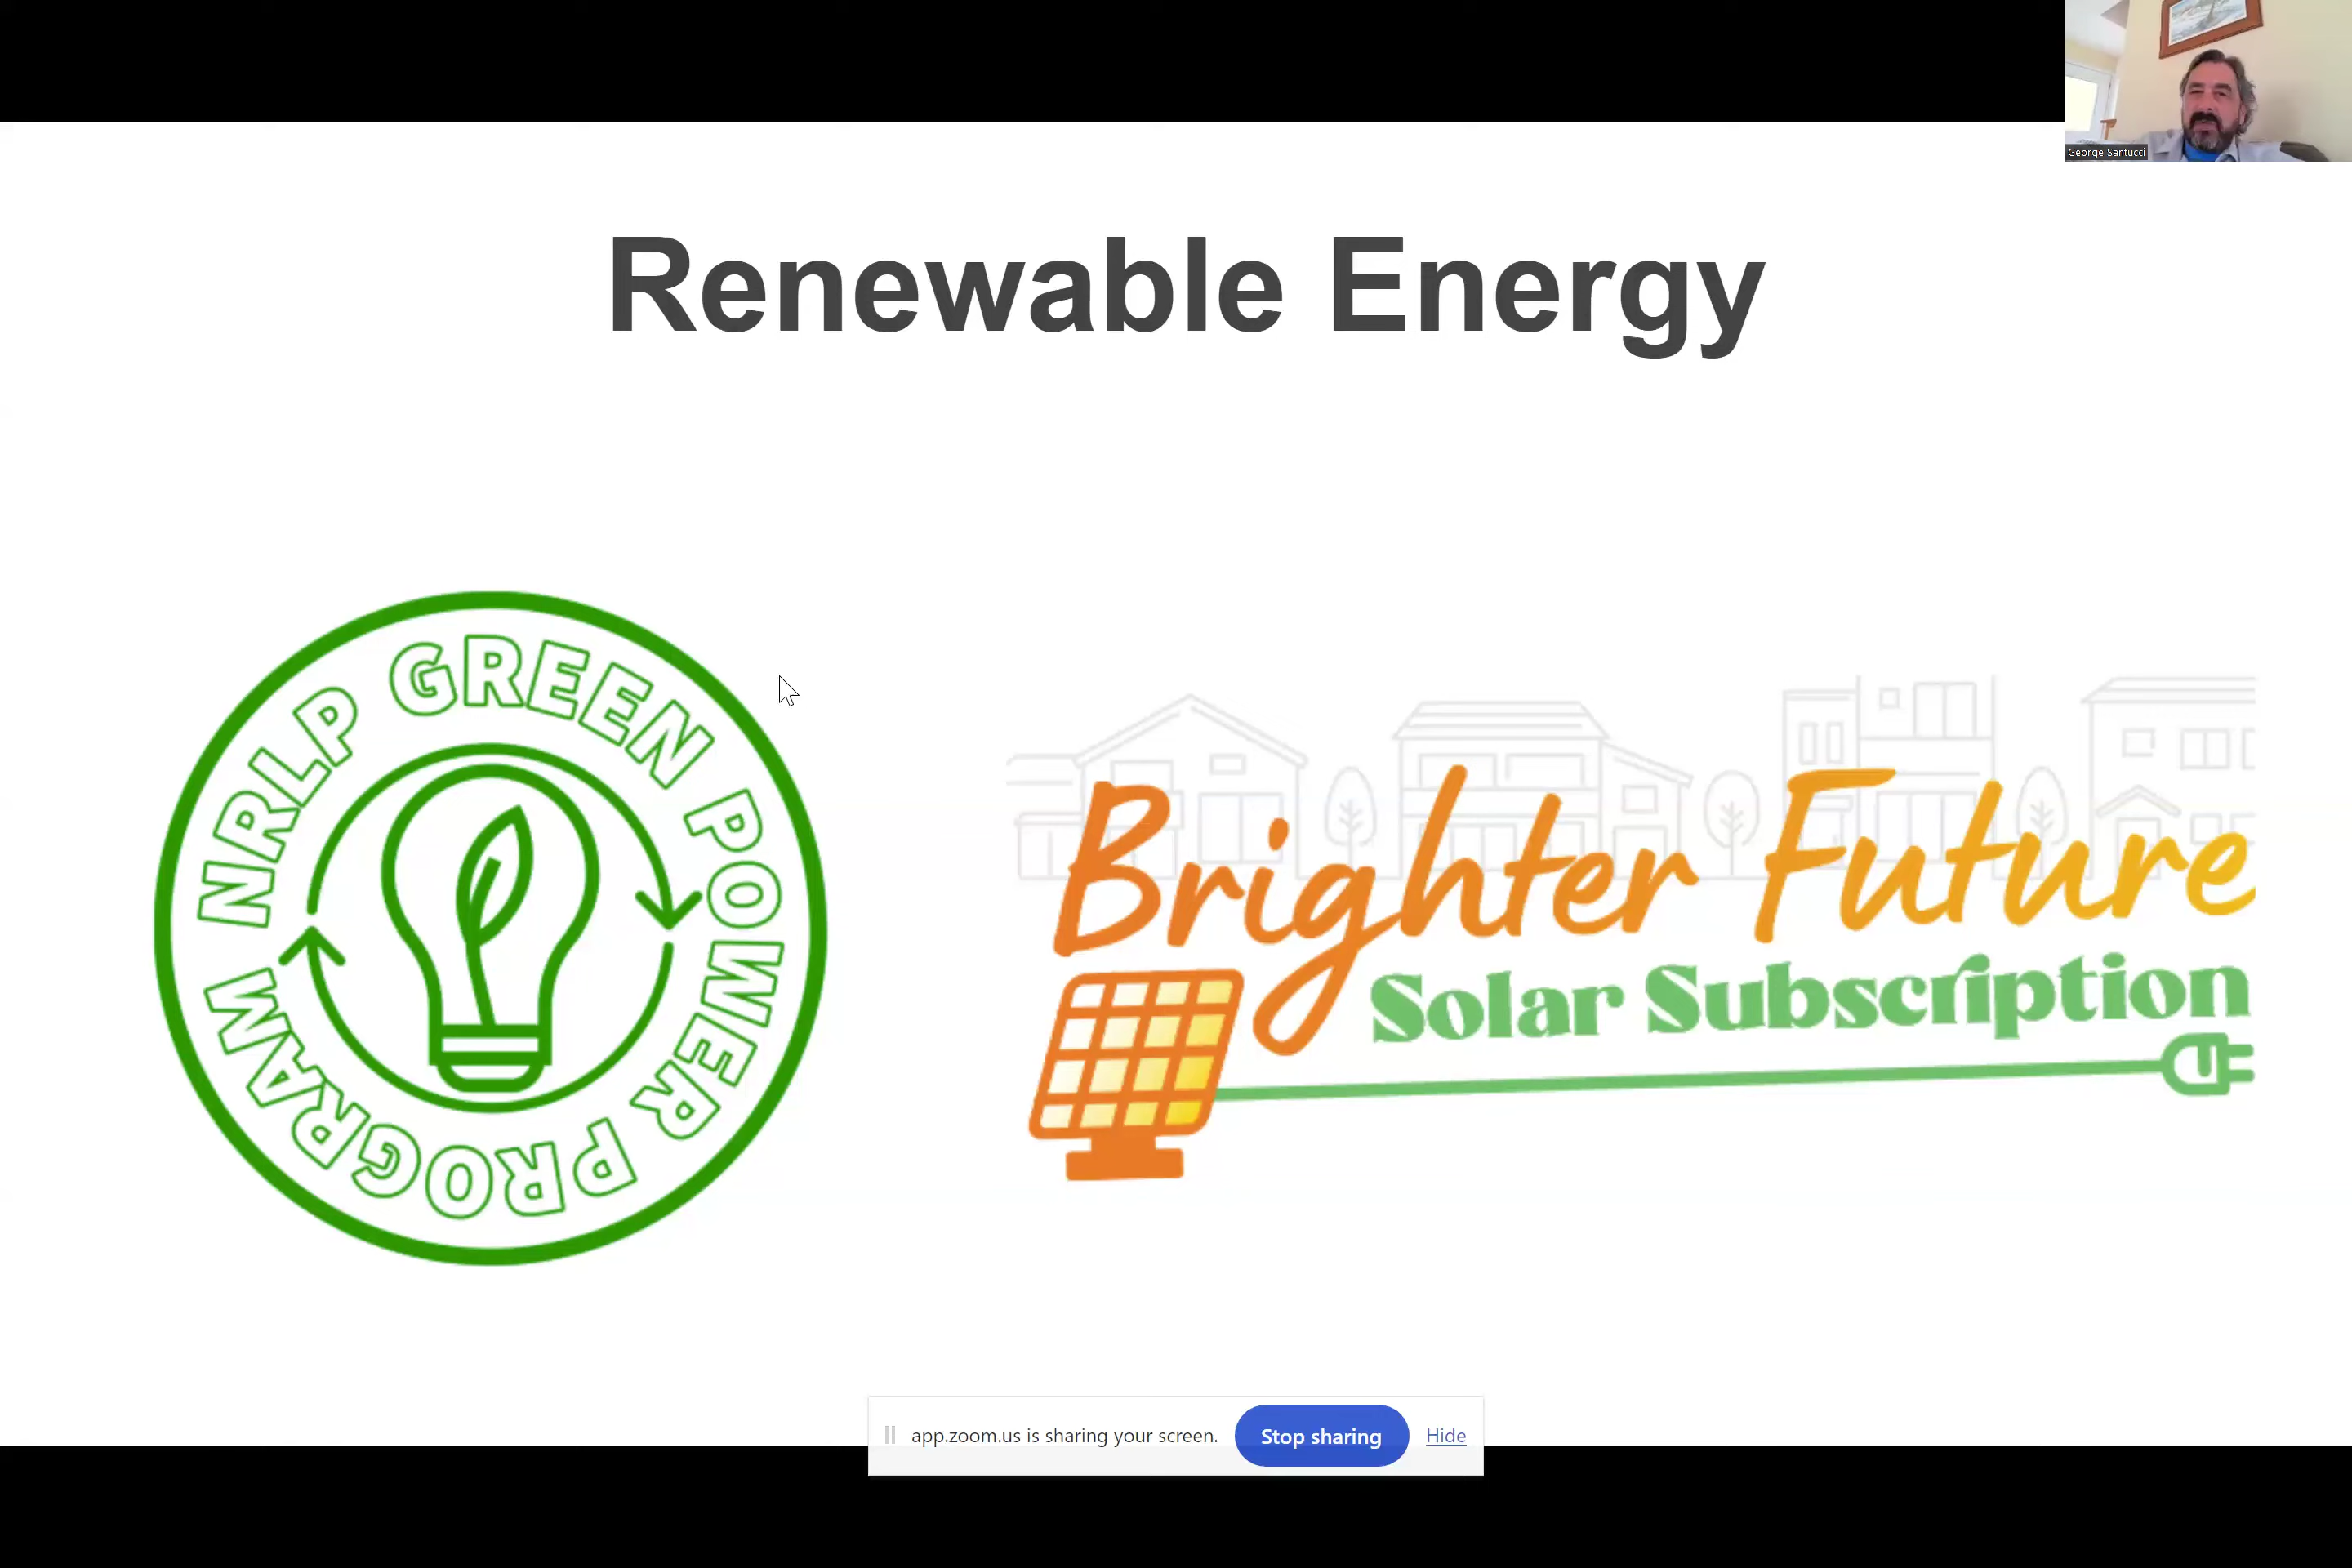 George Santucci
Renewable Energy
NRLP GREEN POWER PROGRAM
Brighter Future
Solar Subscription
app.zoom.us is sharing your screen.
Stop sharing
Hide